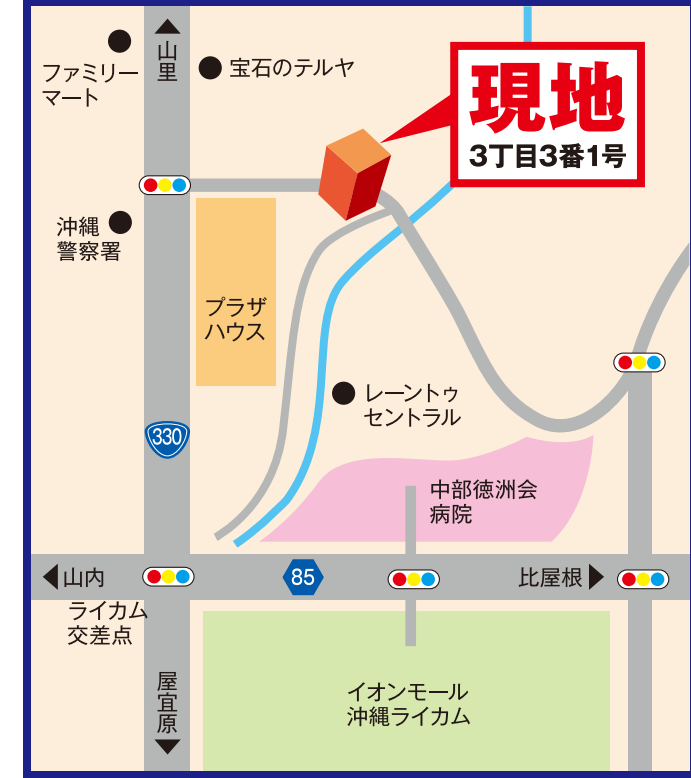 山里
ファミリー
マート
宝石のテルヤ
現地
3丁目3番1号
沖縄
警察署
プラザ
ハウス
レーントゥ
セントラル
330
中部徳洲会
病院
山内
85
比屋根
ライカム
交差点
屋宜原
イオンモール
沖縄ライカム